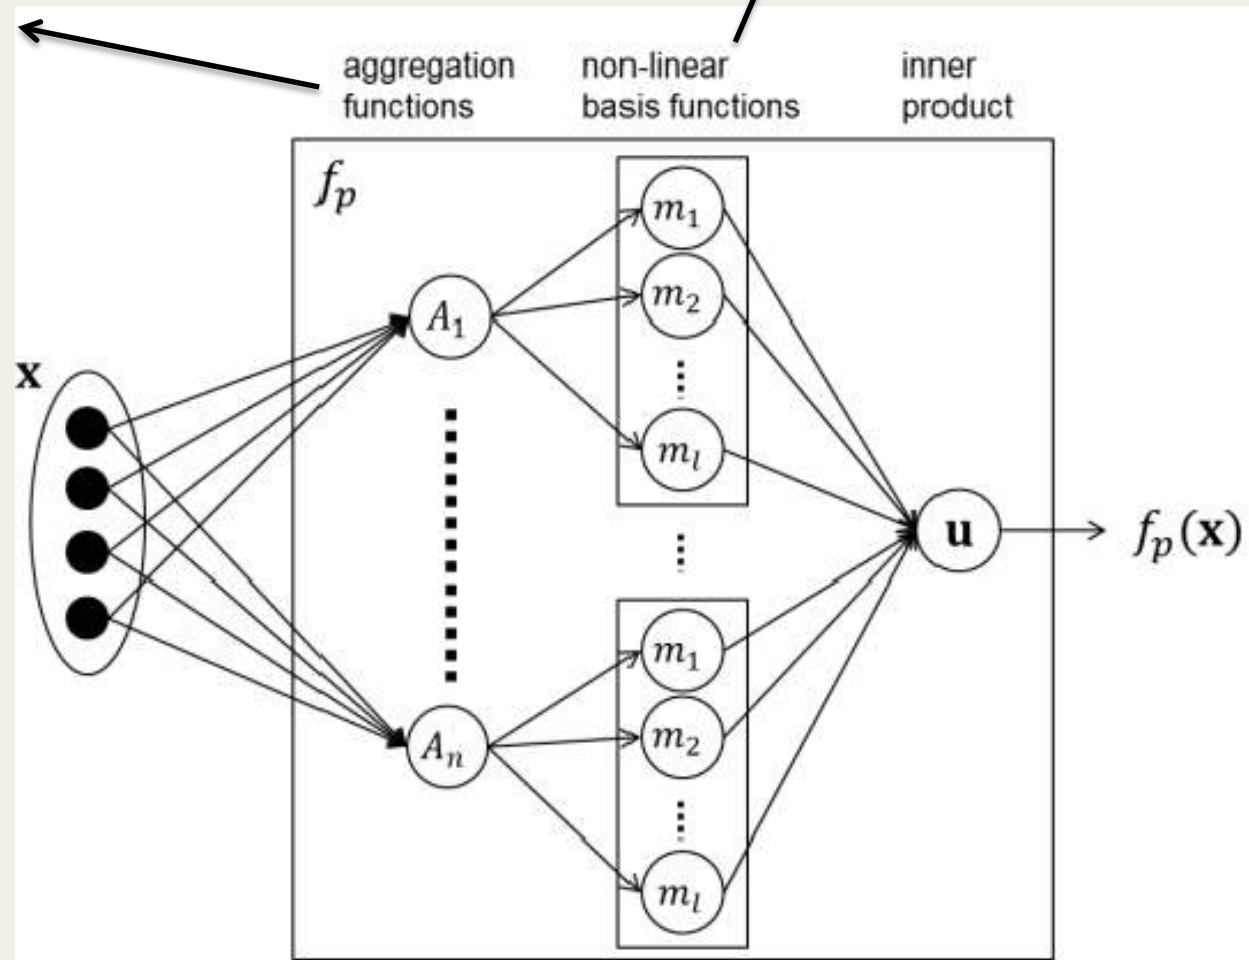 aggregation
functions
non-linear
basis functions
inner
product
f_p
x
A_1
A_n
m_1
m_2
m_l
m_1
m_2
m_l
u
f_p(x)